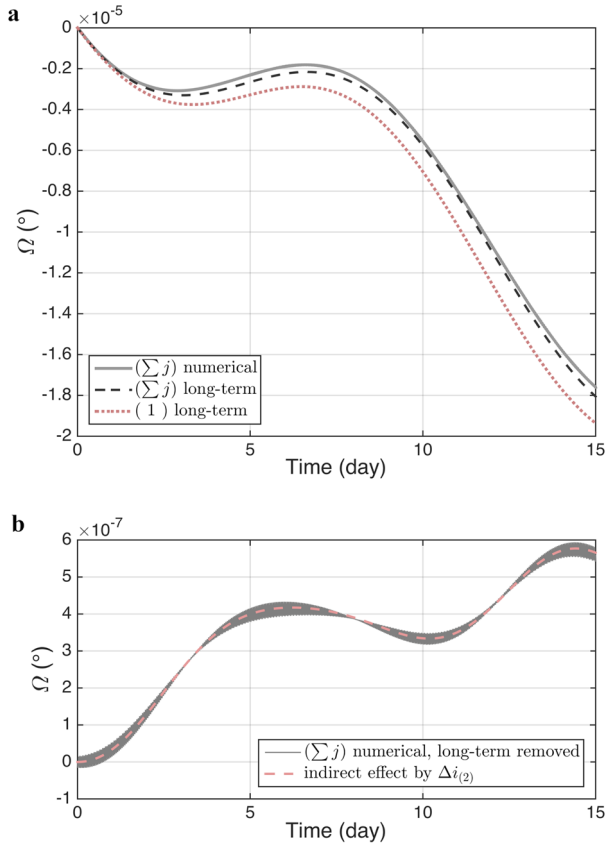 a
×10⁻⁵
0
-0.2
-0.4
-0.6
-0.8
-1
-1.2
-1.4
-1.6
-1.8
-2
Ω (°)
(∑ j) numerical
(∑ j) long-term
( 1 ) long-term
0 5 10 15
Time (day)
b
×10⁻⁷
6
5
4
3
2
1
0
-1
Ω (°)
(∑ j) numerical, long-term removed
indirect effect by Δi₍₂₎
0 5 10 15
Time (day)